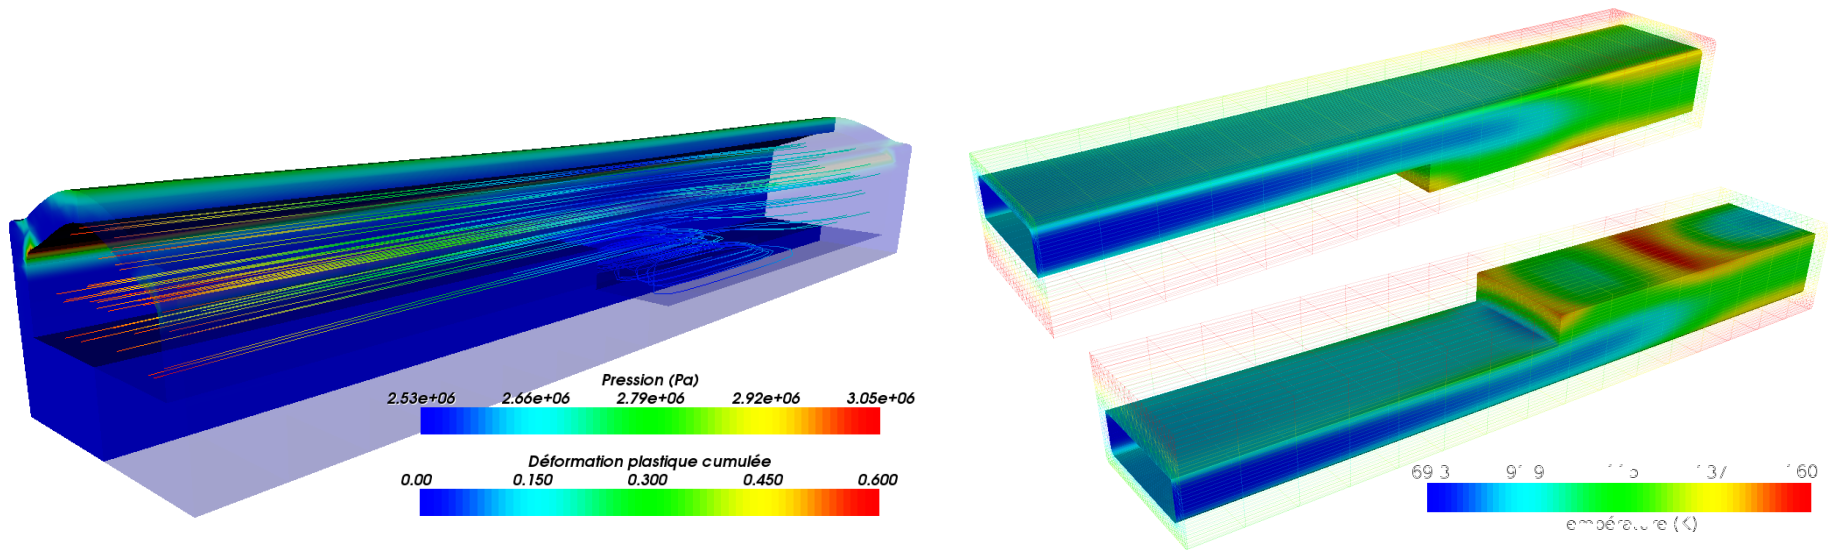 Pression (Pa)
2.53e+06 2.66e+06 2.79e+06 2.92e+06 3.05e+06
Déformation plastique cumulée
0.00 0.150 0.300 0.450 0.600
69.3
(K)